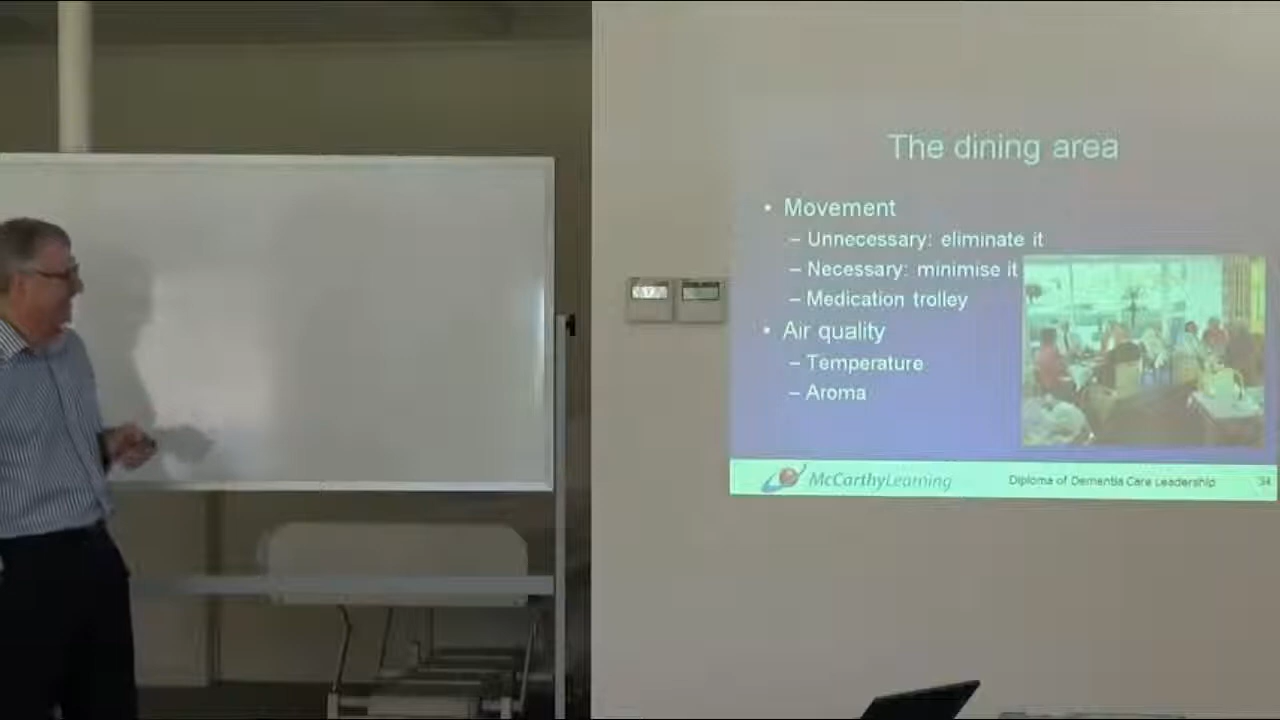 The dining area
• Movement
– Unnecessary: eliminate it
– Necessary: minimise it
– Medication trolley
• Air quality
– Temperature
– Aroma
McCarthyLearning
Diploma of Dementia Care Leadership
34